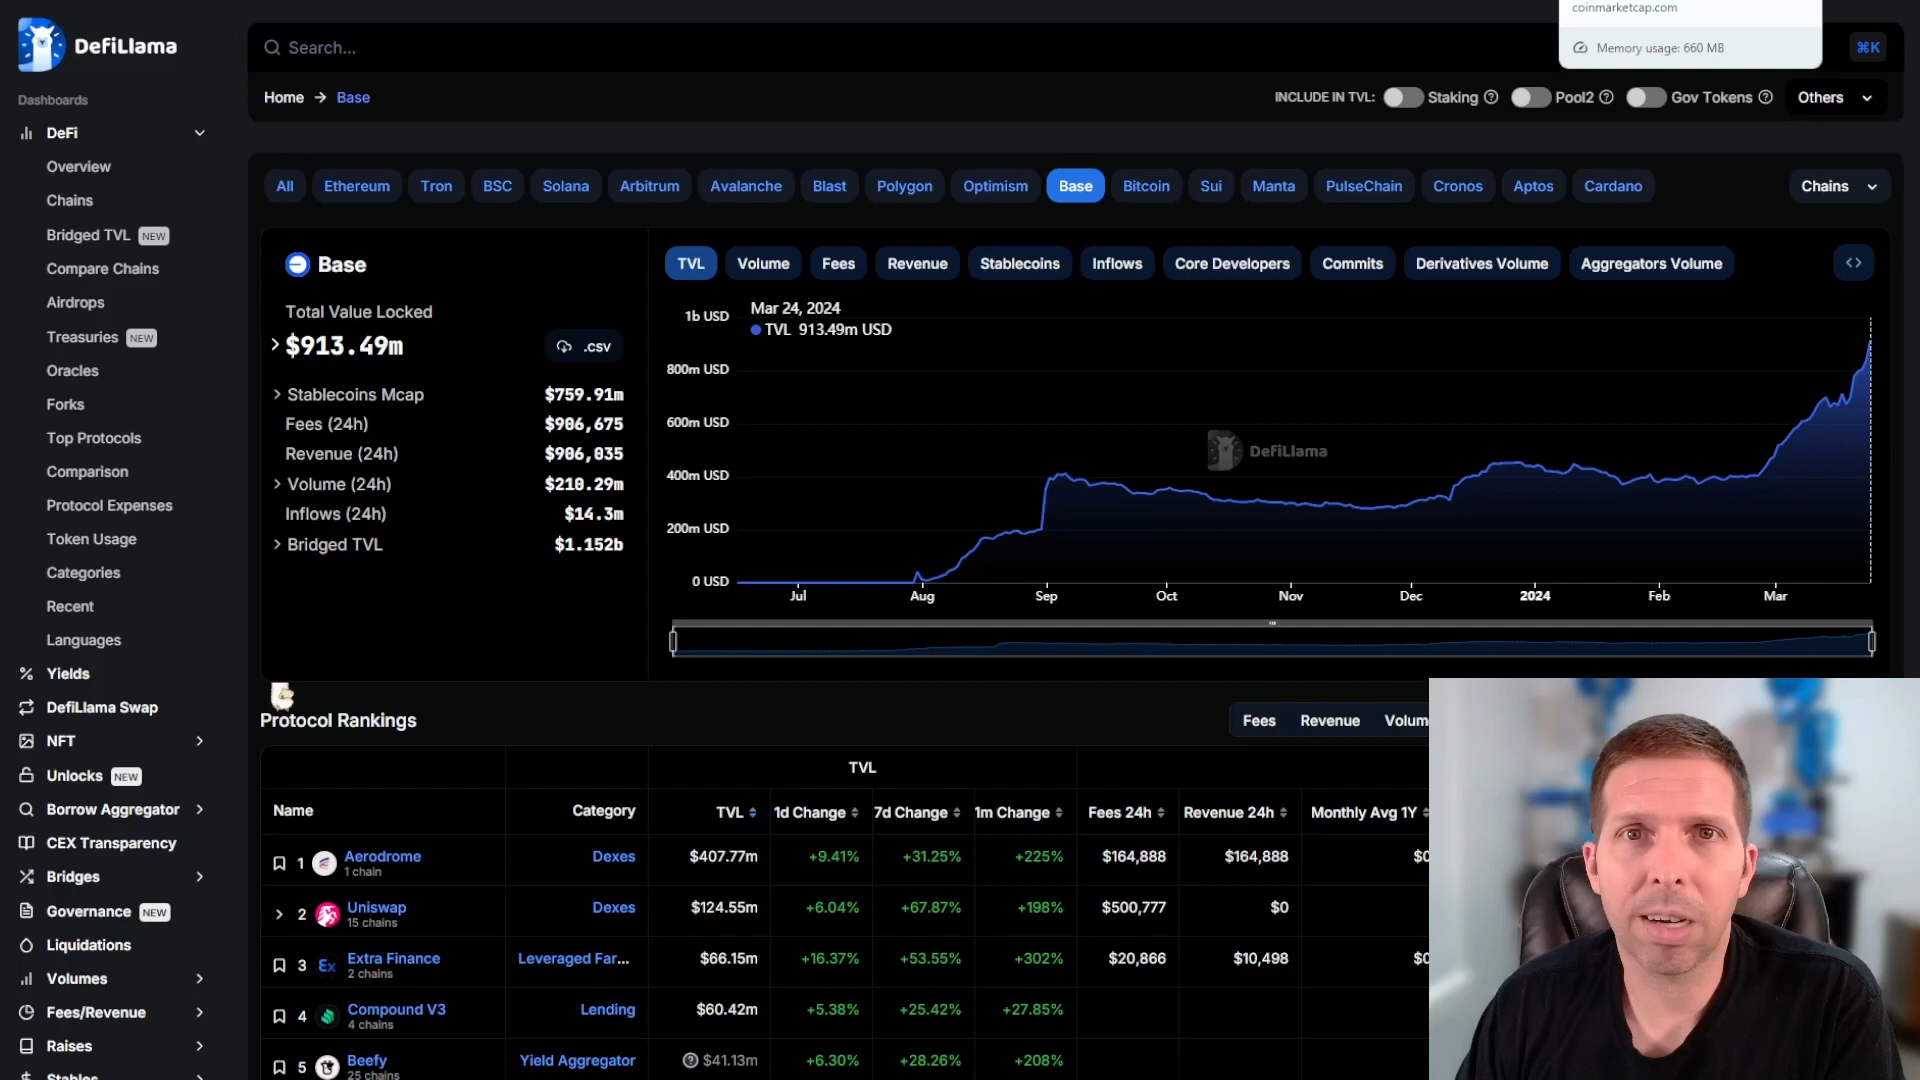 coinmarketcap.com
Memory usage: 660 MB
DefiLlama
Search...
⌘K
Home → Base
INCLUDE IN TVL: Staking Pool2 Gov Tokens Others
Dashboards
DeFi
Overview
Chains
Bridged TVL NEW
Compare Chains
Airdrops
Treasuries NEW
Oracles
Forks
Top Protocols
Comparison
Protocol Expenses
Token Usage
Categories
Recent
Languages
Yields
DefiLlama Swap
NFT
Unlocks NEW
Borrow Aggregator
CEX Transparency
Bridges
Governance NEW
Liquidations
Volumes
Fees/Revenue
Raises
All Ethereum Tron BSC Solana Arbitrum Avalanche Blast Polygon Optimism Base Bitcoin Sui Manta PulseChain Cronos Aptos Cardano Chains
Base
Total Value Locked
$913.49m .csv
Stablecoins Mcap $759.91m
Fees (24h) $906,675
Revenue (24h) $906,035
Volume (24h) $210.29m
Inflows (24h) $14.3m
Bridged TVL $1.152b
TVL Volume Fees Revenue Stablecoins Inflows Core Developers Commits Derivatives Volume Aggregators Volume
Mar 24, 2024
TVL 913.49m USD
1b USD
800m USD
600m USD
400m USD
200m USD
0 USD
DefiLlama
Jul Aug Sep Oct Nov Dec 2024 Feb Mar
Protocol Rankings
Fees Revenue Volum
TVL
Name Category TVL 1d Change 7d Change 1m Change Fees 24h Revenue 24h Monthly Avg 1Y
1 Aerodrome Dexes $407.77m +9.41% +31.25% +225% $164,888 $164,888 $0
1 chain
2 Uniswap Dexes $124.55m +6.04% +67.87% +198% $500,777 $0
15 chains
3 Extra Finance Leveraged Far... $66.15m +16.37% +53.55% +302% $20,866 $10,498 $0
2 chains
4 Compound V3 Lending $60.42m +5.38% +25.42% +27.85%
4 chains
5 Beefy Yield Aggregator $41.13m +6.30% +28.26% +208%
25 chains